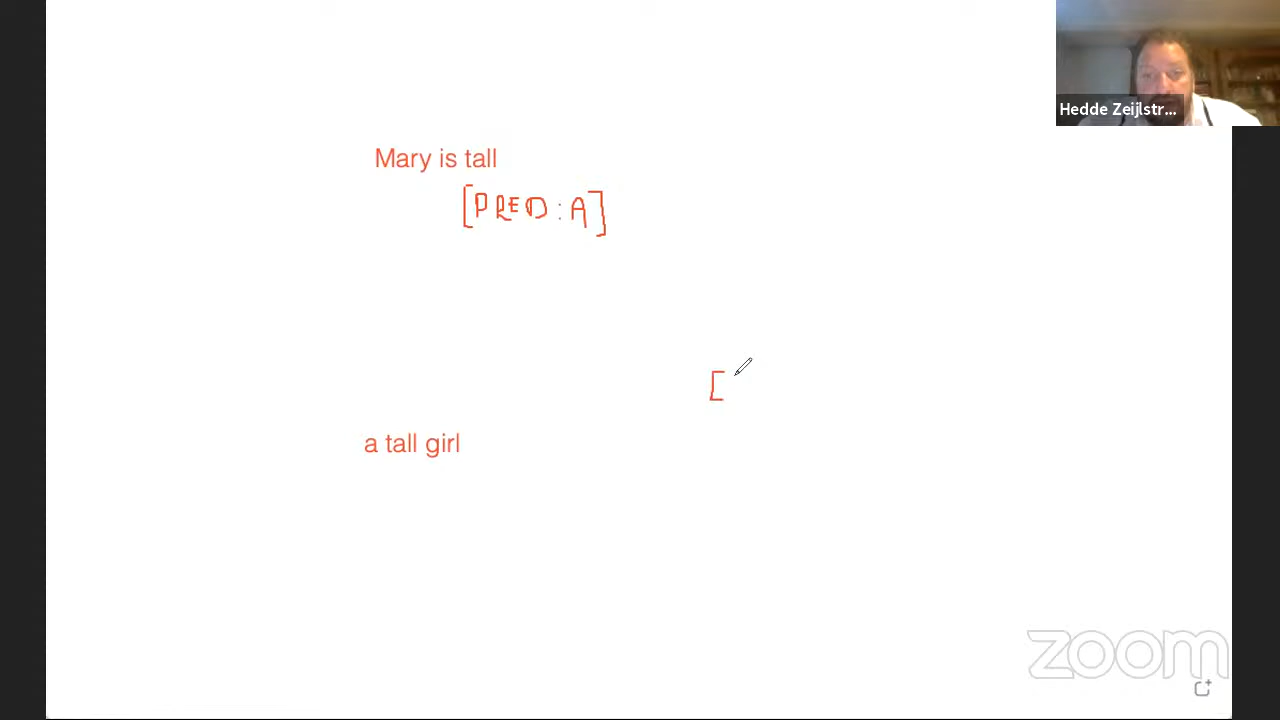 Hedde Zeijlstr...
Mary is tall
[PRED:A]
[
a tall girl
zoom